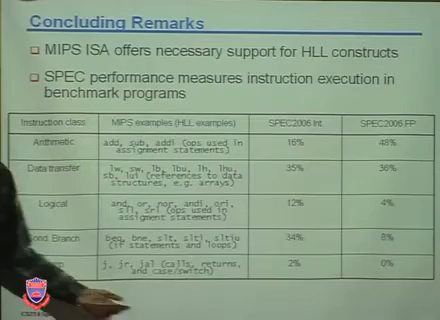 Concluding Remarks
MIPS ISA offers necessary support for HLL constructs
SPEC performance measures instruction execution in
benchmark programs
Instruction class MIPS examples (HLL examples) SPEC2006 Int SPEC2006 FP
Arithmetic add, sub, addi (ops used in 16% 48%
assignment statements)
Data transfer lw, sw, lb, lbu, lh, lhu, 35% 36%
sb, lui (references to data
structures, e.g. arrays)
Logical and, or, nor, andi, ori, 12% 4%
sll, srl (ops used in
assigment statements)
Cond. Branch beq, bne, slt, slti, sltiu 34% 8%
(if statements and loops)
j, jr, jal (calls, returns, 2% 0%
and case/switch)